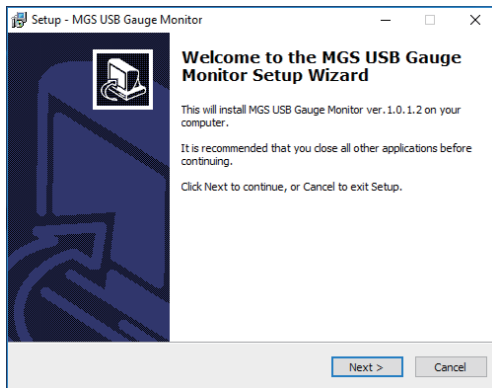 Setup - MGS USB Gauge Monitor
Welcome to the MGS USB Gauge
Monitor Setup Wizard
This will install MGS USB Gauge Monitor ver.1.0.1.2 on your
computer.
It is recommended that you close all other applications before
continuing.
Click Next to continue, or Cancel to exit Setup.
Next >
Cancel